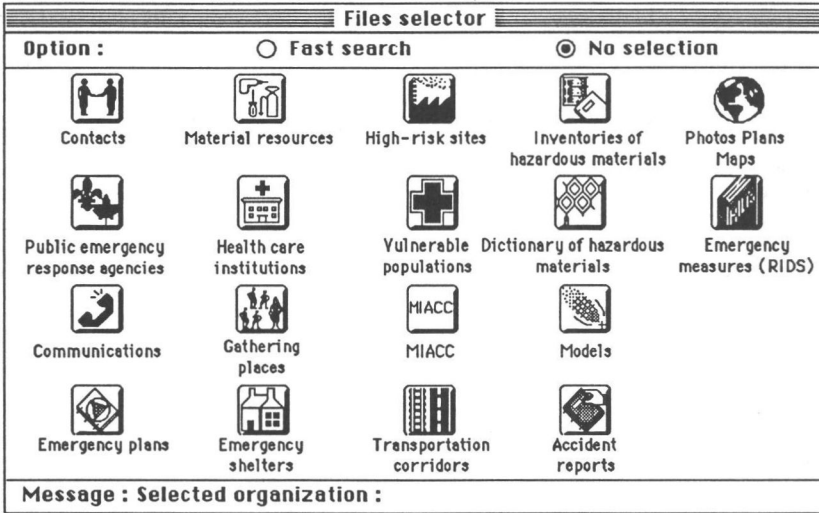 Files selector
Option : Fast search No selection
Contacts Material resources High-risk sites Inventories of hazardous materials Photos Plans Maps
Public emergency response agencies Health care institutions Vulnerable populations Dictionary of hazardous materials Emergency measures (RIDS)
MIACC
Communications Gathering places MIACC Models
Emergency plans Emergency shelters Transportation corridors Accident reports
Message : Selected organization :